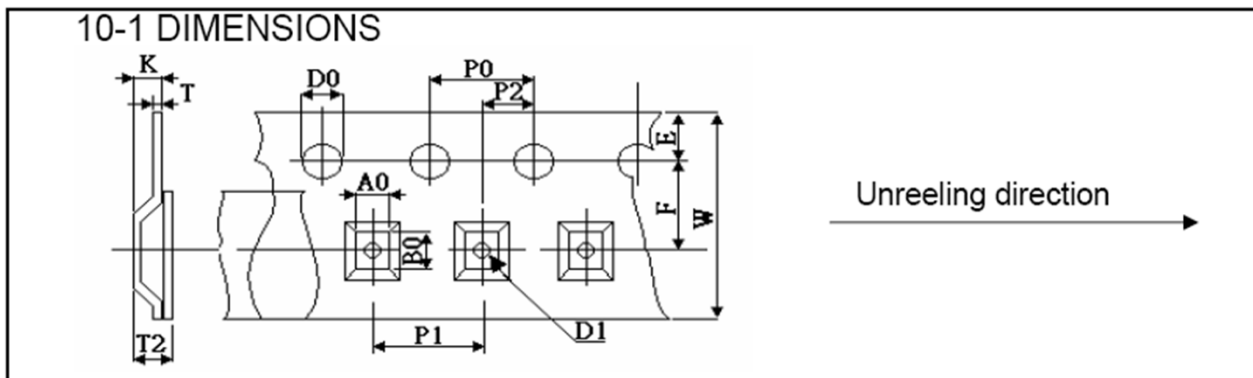 10-1 DIMENSIONS
K
T
D0
P0
P2
E
A0
F
W
Unreeling direction
B0
D1
P1
T2